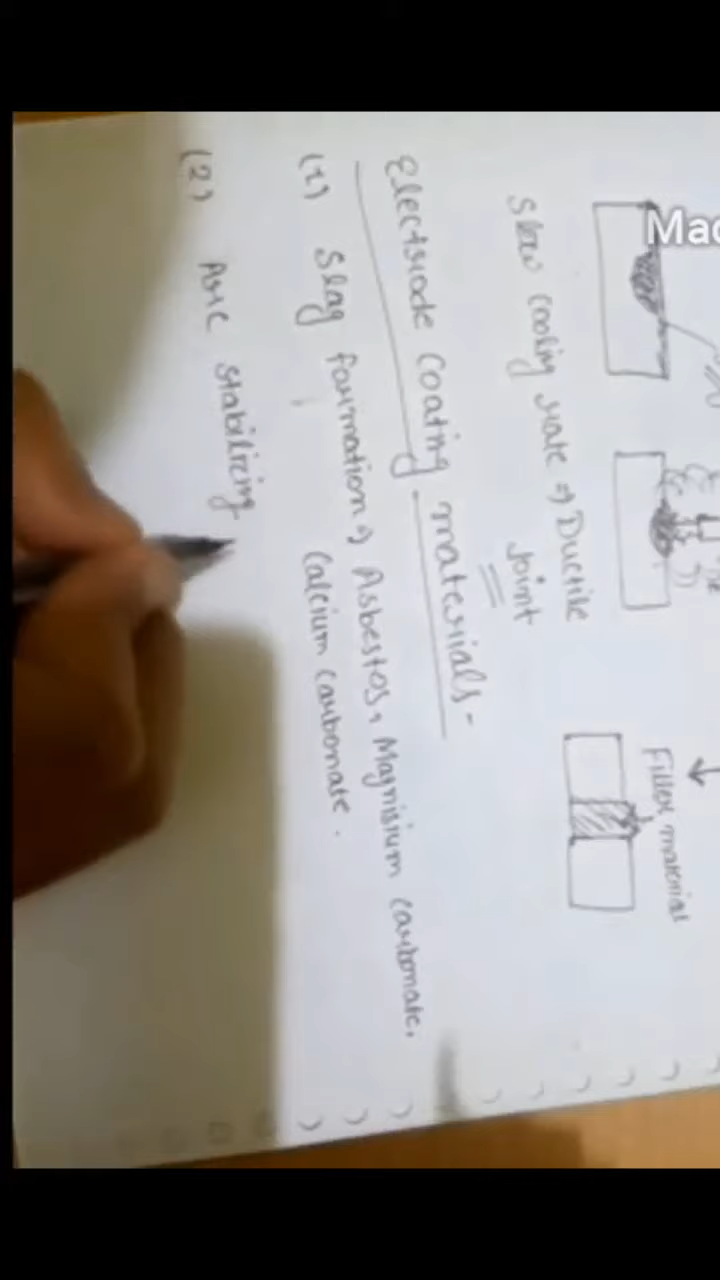 Mac
Filler material
Slow cooling rate ⇒ Ductile
Joint
Electrode coating materials-
(1) Slag formation → Asbestos, Magnisium carbonate,
Calcium carbonate.
(2) Arc stabilizing